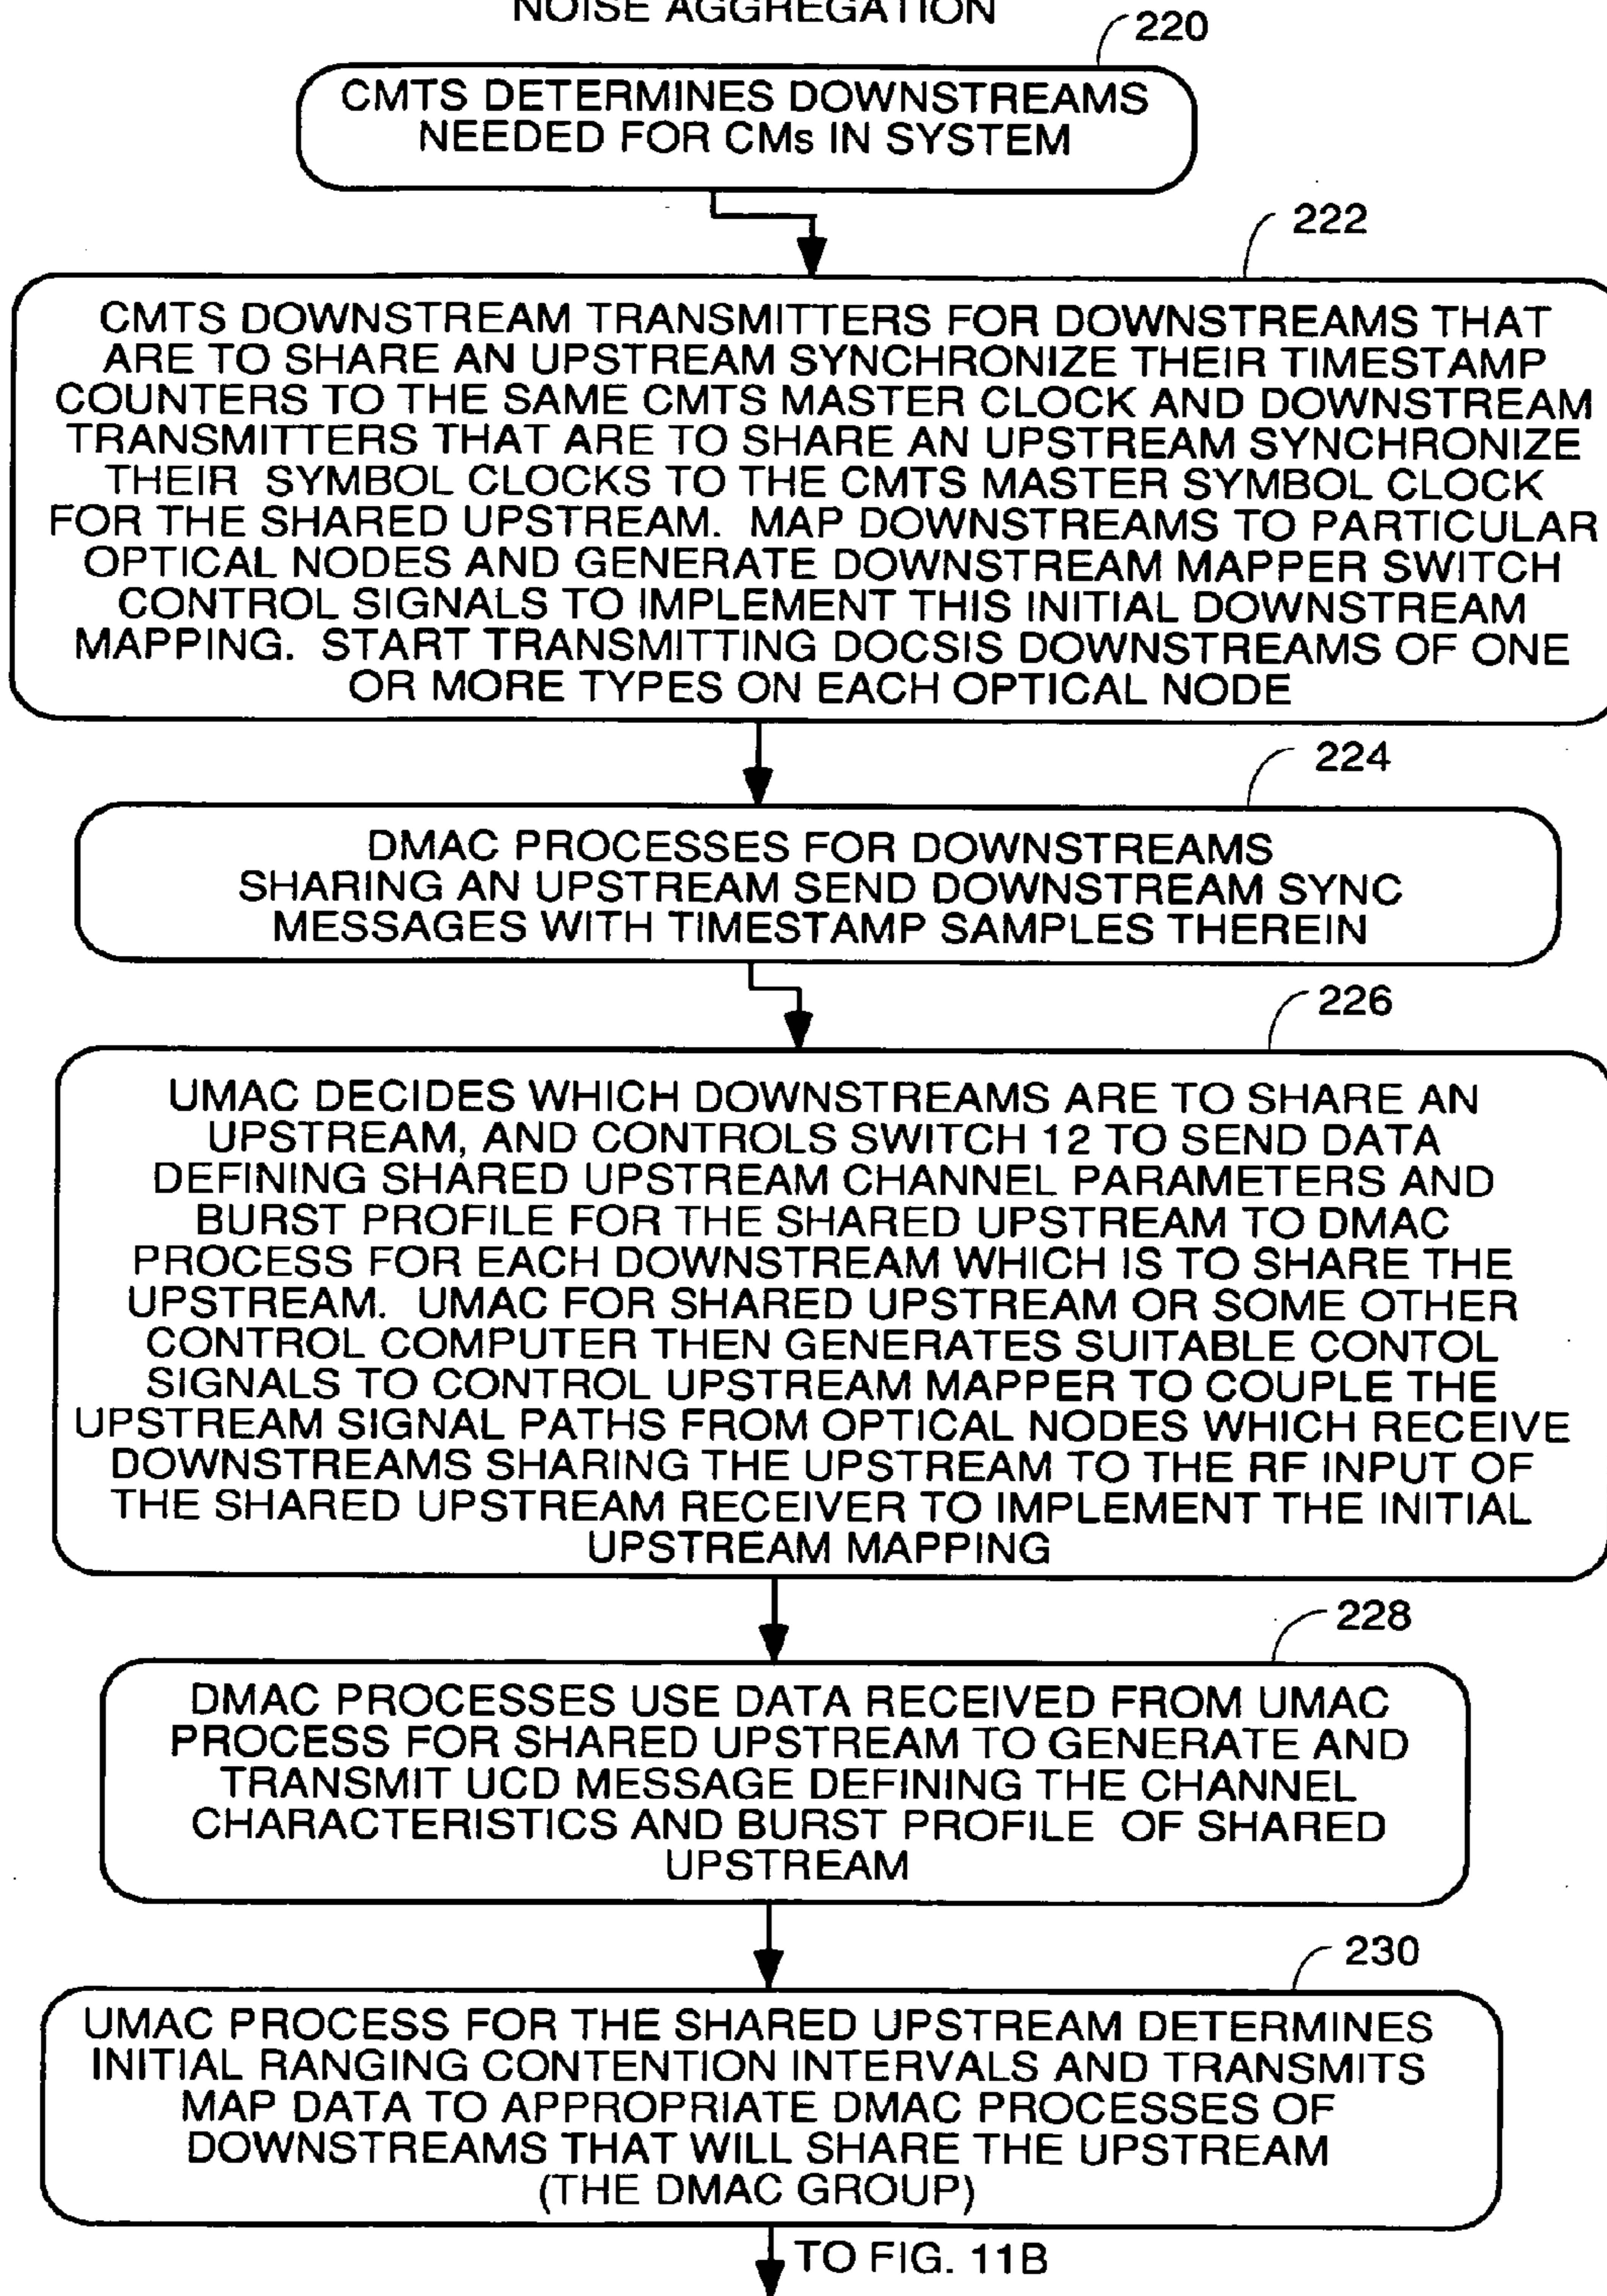 NOISE AGGREGATION
220
CMTS DETERMINES DOWNSTREAMS
NEEDED FOR CMs IN SYSTEM
222
CMTS DOWNSTREAM TRANSMITTERS FOR DOWNSTREAMS THAT
ARE TO SHARE AN UPSTREAM SYNCHRONIZE THEIR TIMESTAMP
COUNTERS TO THE SAME CMTS MASTER CLOCK AND DOWNSTREAM
TRANSMITTERS THAT ARE TO SHARE AN UPSTREAM SYNCHRONIZE
THEIR SYMBOL CLOCKS TO THE CMTS MASTER SYMBOL CLOCK
FOR THE SHARED UPSTREAM. MAP DOWNSTREAMS TO PARTICULAR
OPTICAL NODES AND GENERATE DOWNSTREAM MAPPER SWITCH
CONTROL SIGNALS TO IMPLEMENT THIS INITIAL DOWNSTREAM
MAPPING. START TRANSMITTING DOCSIS DOWNSTREAMS OF ONE
OR MORE TYPES ON EACH OPTICAL NODE
224
DMAC PROCESSES FOR DOWNSTREAMS
SHARING AN UPSTREAM SEND DOWNSTREAM SYNC
MESSAGES WITH TIMESTAMP SAMPLES THEREIN
226
UMAC DECIDES WHICH DOWNSTREAMS ARE TO SHARE AN
UPSTREAM, AND CONTROLS SWITCH 12 TO SEND DATA
DEFINING SHARED UPSTREAM CHANNEL PARAMETERS AND
BURST PROFILE FOR THE SHARED UPSTREAM TO DMAC
PROCESS FOR EACH DOWNSTREAM WHICH IS TO SHARE THE
UPSTREAM. UMAC FOR SHARED UPSTREAM OR SOME OTHER
CONTROL COMPUTER THEN GENERATES SUITABLE CONTOL
SIGNALS TO CONTROL UPSTREAM MAPPER TO COUPLE THE
UPSTREAM SIGNAL PATHS FROM OPTICAL NODES WHICH RECEIVE
DOWNSTREAMS SHARING THE UPSTREAM TO THE RF INPUT OF
THE SHARED UPSTREAM RECEIVER TO IMPLEMENT THE INITIAL
UPSTREAM MAPPING
228
DMAC PROCESSES USE DATA RECEIVED FROM UMAC
PROCESS FOR SHARED UPSTREAM TO GENERATE AND
TRANSMIT UCD MESSAGE DEFINING THE CHANNEL
CHARACTERISTICS AND BURST PROFILE OF SHARED
UPSTREAM
230
UMAC PROCESS FOR THE SHARED UPSTREAM DETERMINES
INITIAL RANGING CONTENTION INTERVALS AND TRANSMITS
MAP DATA TO APPROPRIATE DMAC PROCESSES OF
DOWNSTREAMS THAT WILL SHARE THE UPSTREAM
(THE DMAC GROUP)
TO FIG. 11B